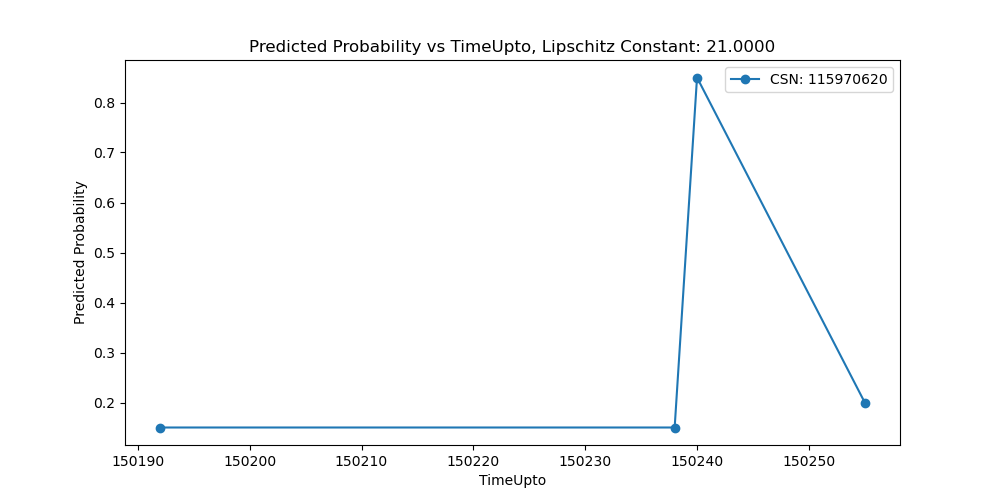 Predicted Probability vs TimeUpto, Lipschitz Constant: 21.0000
CSN: 115970620
Predicted Probability
0.8
0.7
0.6
0.5
0.4
0.3
0.2
150190 150200 150210 150220 150230 150240 150250
TimeUpto